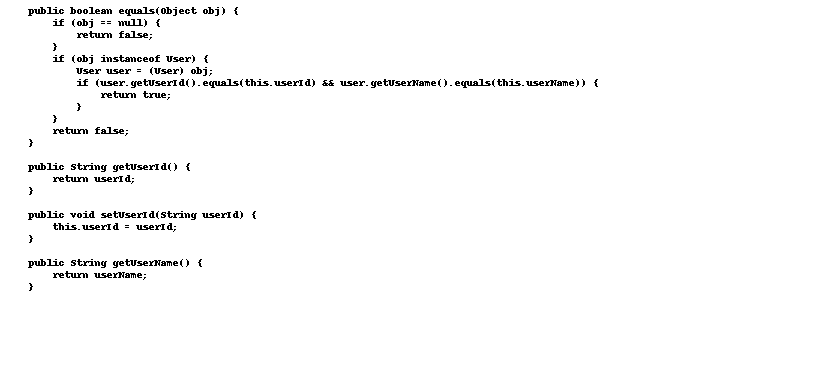 public boolean equals(Object obj) {
if (obj == null) {
return false;
}
if (obj instanceof User) {
User user = (User) obj;
if (user.getUserId().equals(this.userId) && user.getUserName().equals(this.userName)) {
return true;
}
}
return false;
}
public String getUserId() {
return userId;
}
public void setUserId(String userId) {
this.userId = userId;
}
public String getUserName() {
return userName;
}